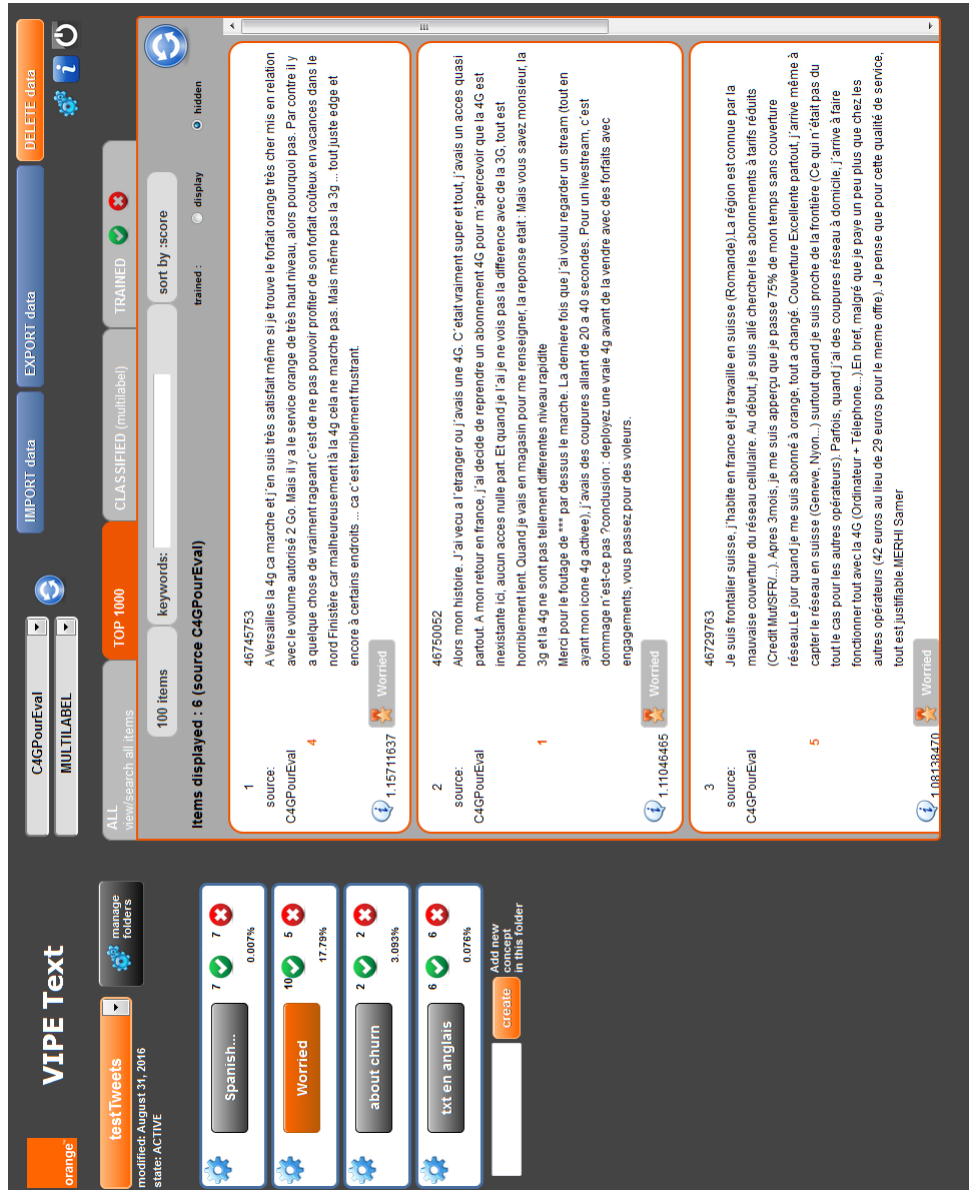 orange™
VIPE Text
testTweets
manage
folders
modified: August 31, 2016
state: ACTIVE
Spanish...
7
7
0.007%
Worried
10
5
17.79%
about churn
2
2
3.093%
txt en anglais
6
6
0.076%
create
Add new
concept
in this folder
C4GPourEval
MULTILABEL
IMPORT data
EXPORT data
DELETE data
ALL
view/search all items
TOP 1000
CLASSIFIED (multilabel)
TRAINED
100 items
keywords:
sort by :score
Items displayed : 6 (source C4GPourEval)
trained :
display
hidden
1
source:
C4GPourEval
4
1.15711637
Worried
46745753
A Versailles la 4g ca marche et j´en suis très satisfait même si je trouve le forfait orange très cher mis en relation
avec le volume autorisé 2 Go. Mais il y a le service orange de très haut niveau, alors pourquoi pas. Par contre il y
a quelque chose de vraiment rageant c´est de ne pas pouvoir profiter de son forfait coûteux en vacances dans le
nord Finistère car malheureusement là la 4g cela ne marche pas. Mais même pas la 3g ... tout juste edge et
encore à certains endroits ... ca c´est terriblement frustrant.
2
source:
C4GPourEval
1
1.11046465
Worried
46750052
Alors mon histoire. J´ai vecu a l´etranger ou j´avais une 4G. C´etait vraiment super et tout, j´avais un acces quasi
partout. A mon retour en france, j´ai decide de reprendre un abonnement 4G pour m´apercevoir que la 4G est
inexistante ici, aucun acces nulle part. Et quand je l´ai je ne vois pas la difference avec de la 3G, tout est
horriblement lent. Quand je vais en magasin pour me renseigner, la reponse etait : Mais vous savez monsieur, la
3g et la 4g ne sont pas tellement differentes niveau rapidite
Merci pour le foutage de *** par dessus le marche. La derniere fois que j´ai voulu regarder un stream (tout en
ayant mon icone 4g activee), j´avais des coupures allant de 20 a 40 secondes. Pour un livestream, c´est
dommage n´est-ce pas ?conclusion : deployez une vraie 4g avant de la vendre avec des forfaits avec
engagements, vous passez pour des voleurs.
3
source:
C4GPourEval
5
1.08138470
Worried
46729763
Je suis frontalier suisse, j´habite en france et je travaille en suisse (Romande).La région est connue par la
mauvaise couverture du réseau cellulaire. Au début, je suis allé chercher les abonnements à tarifs réduits
(Credit Mut/SFR/...). Apres 3mois, je me suis apperçu que je passe 75% de mon temps sans couverture
réseau.Le jour quand je me suis abonné à orange, tout a changé. Couverture Excellente partout, j´arrive même à
capter le réseau en suisse (Geneve, Nyon...) surtout quand je suis proche de la frontière (Ce qui n´était pas du
tout le cas pour les autres opérateurs). Parfois, quand j´ai des coupures réseau à domicile, j´arrive à faire
fonctionner tout avec la 4G (Ordinateur + Télephone...).En bref, malgré que je paye un peu plus que chez les
autres opérateurs (42 euros au lieu de 29 euros pour le meme offre). Je pense que pour cette qualité de service,
tout est justifiable.MERHI Samer